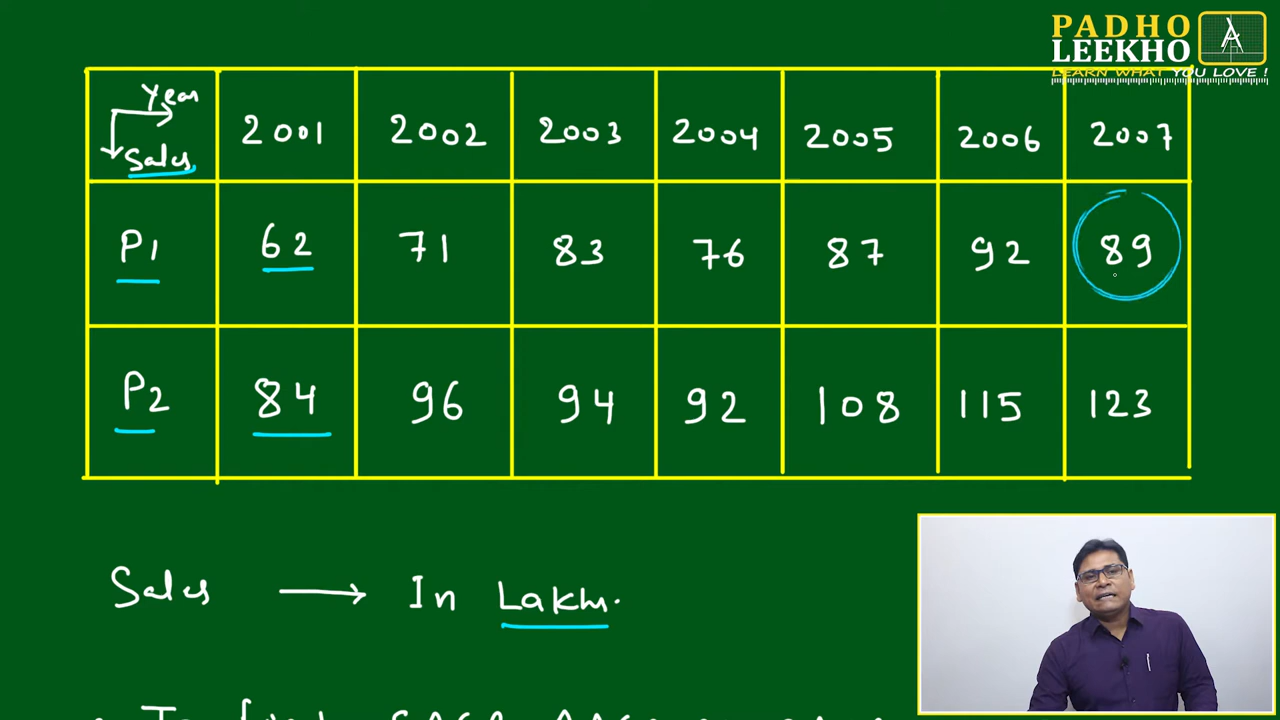 PADHO
LEEKHO
LEARN WHAT YOU LOVE !
Year
Sales
2001 2002 2003 2004 2005 2006 2007
P1 62 71 83 76 87 92 89
P2 84 96 94 92 108 115 123
Sales → In Lakh.